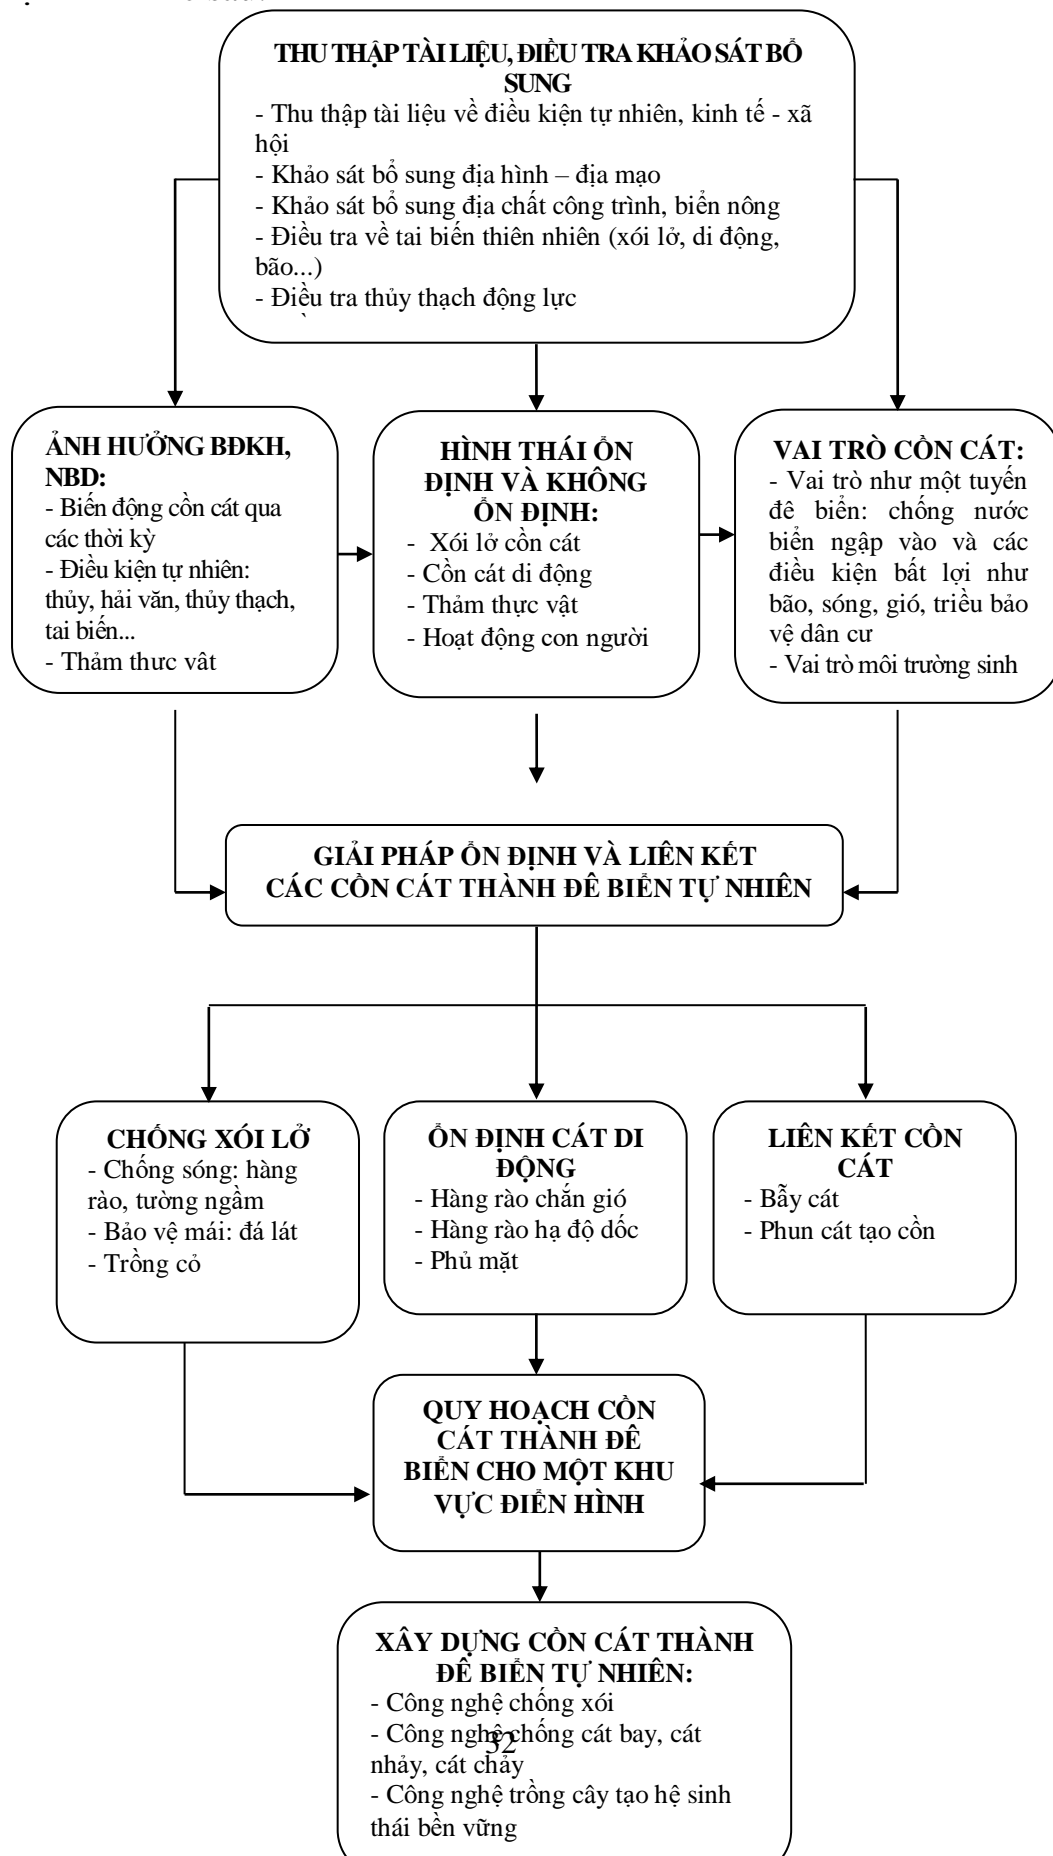 THU THẬP TÀI LIỆU, ĐIỀU TRA KHẢO SÁT BỔ
SUNG
- Thu thập tài liệu về điều kiện tự nhiên, kinh tế - xã
hội
- Khảo sát bổ sung địa hình – địa mạo
- Khảo sát bổ sung địa chất công trình, biển nông
- Điều tra về tai biến thiên nhiên (xói lở, di động,
bão...)
- Điều tra thủy thạch động lực
ẢNH HƯỞNG BĐKH,
NBD:
- Biến động cồn cát qua
các thời kỳ
- Điều kiện tự nhiên:
thủy, hải văn, thủy thạch,
tai biến...
- Thảm thưc vât
HÌNH THÁI ỔN
ĐỊNH VÀ KHÔNG
ỔN ĐỊNH:
- Xói lở cồn cát
- Cồn cát di động
- Thảm thực vật
- Hoạt động con người
VAI TRÒ CỒN CÁT:
- Vai trò như một tuyến
đê biển: chống nước
biển ngập vào và các
điều kiện bất lợi như
bão, sóng, gió, triều bảo
vệ dân cư
- Vai trò môi trường sinh
GIẢI PHÁP ỔN ĐỊNH VÀ LIÊN KẾT
CÁC CỒN CÁT THÀNH ĐÊ BIỂN TỰ NHIÊN
CHỐNG XÓI LỞ
- Chống sóng: hàng
rào, tường ngầm
- Bảo vệ mái: đá lát
- Trồng cỏ
ỔN ĐỊNH CÁT DI
ĐỘNG
- Hàng rào chắn gió
- Hàng rào hạ độ dốc
- Phủ mặt
LIÊN KẾT CỒN
CÁT
- Bẫy cát
- Phun cát tạo cồn
QUY HOẠCH CỒN
CÁT THÀNH ĐÊ
BIỂN CHO MỘT KHU
VỰC ĐIỂN HÌNH
XÂY DỰNG CỒN CÁT THÀNH
ĐÊ BIỂN TỰ NHIÊN:
- Công nghệ chống xói
- Công nghệ chống cát bay, cát
nhảy, cát chảy
- Công nghệ trồng cây tạo hệ sinh
thái bền vững
32